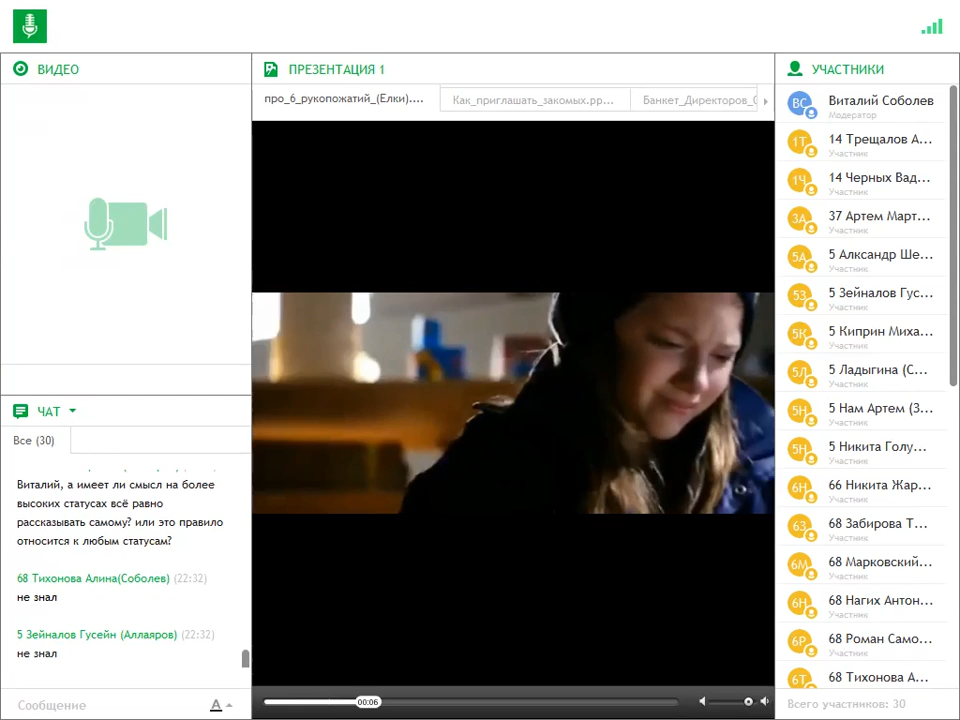 ВИДЕО
ПРЕЗЕНТАЦИЯ 1
УЧАСТНИКИ
про_6_рукопожатий_(Елки)....
Как_приглашать_закомых.pp...
Банкет_Директоров_
ВС
Виталий Соболев
Модератор
1Т
14 Трещалов А...
Участник
1Ч
14 Черных Вад...
Участник
3А
37 Артем Март...
Участник
5А
5 Алксандр Ше...
Участник
5З
5 Зейналов Гус...
Участник
5К
5 Киприн Миха...
Участник
5Л
5 Ладыгина (С...
Участник
5Н
5 Нам Артем (З...
Участник
5Н
5 Никита Голу...
Участник
6Н
66 Никита Жар...
Участник
6З
68 Забирова Т...
Участник
6М
68 Марковский...
Участник
6Н
68 Нагих Антон...
Участник
6Р
68 Роман Само...
Участник
6Т
68 Тихонова А...
Всего участников: 30
ЧАТ
Все (30)
Виталий, а имеет ли смысл на более
высоких статусах всё равно
рассказывать самому? или это правило
относится к любым статусам?
68 Тихонова Алина(Соболев) (22:32)
не знал
5 Зейналов Гусейн (Аллаяров) (22:32)
не знал
Сообщение
А
00:06